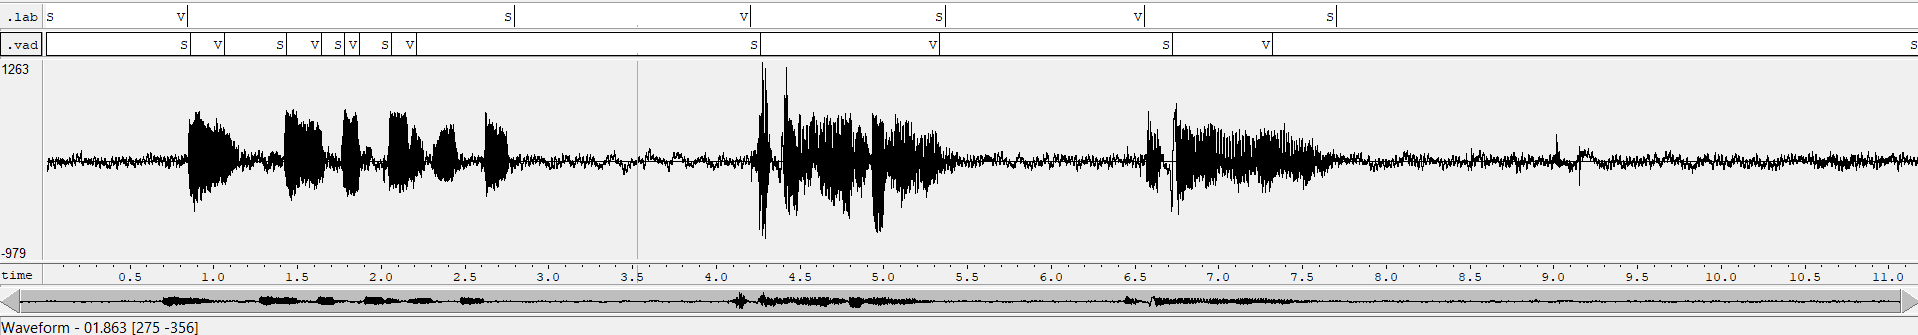 .lab S V S V S V S
.vad S V S V S V S V S V S V S
1263
-979
time 0.5 1.0 1.5 2.0 2.5 3.0 3.5 4.0 4.5 5.0 5.5 6.0 6.5 7.0 7.5 8.0 8.5 9.0 9.5 10.0 10.5 11.0
Waveform - 01.863 [275 -356]